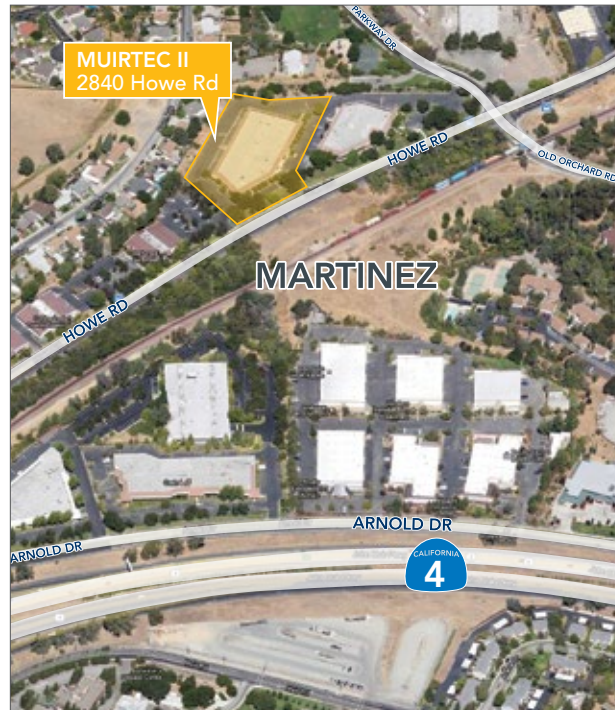 PARKWAY DR
MUIRTEC II
2840 Howe Rd
HOWE RD
OLD ORCHARD RD
MARTINEZ
HOWE RD
ARNOLD DR
ARNOLD DR
CALIFORNIA
4